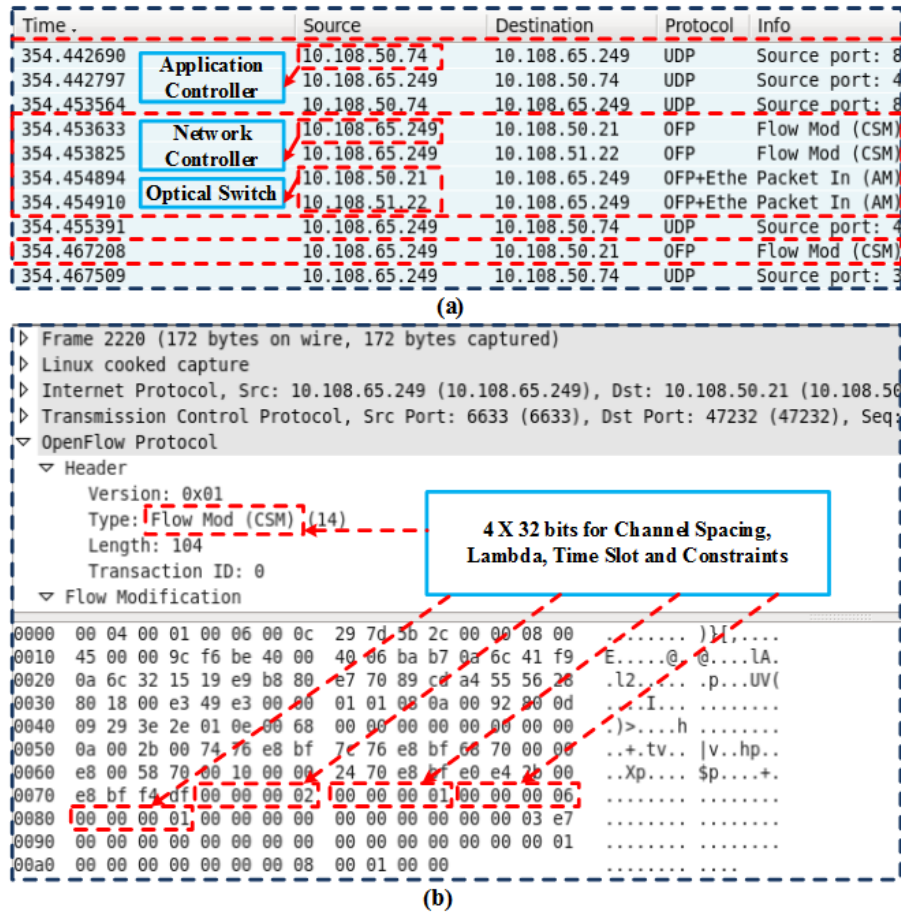 Time Source Destination Protocol Info
354.442690 10.108.50.74 10.108.65.249 UDP Source port: 8
Application Controller
354.442797 10.108.65.249 10.108.50.74 UDP Source port: 4
354.453564 10.108.50.74 10.108.65.249 UDP Source port: 8
354.453633 10.108.65.249 10.108.50.21 OFP Flow Mod (CSM)
Network Controller
354.453825 10.108.65.249 10.108.51.22 OFP Flow Mod (CSM)
354.454894 10.108.50.21 10.108.65.249 OFP+Ethe Packet In (AM)
Optical Switch
354.454910 10.108.51.22 10.108.65.249 OFP+Ethe Packet In (AM)
354.455391 10.108.65.249 10.108.50.74 UDP Source port: 4
354.467208 10.108.65.249 10.108.50.21 OFP Flow Mod (CSM)
354.467509 10.108.65.249 10.108.50.74 UDP Source port: 3
(a)
Frame 2220 (172 bytes on wire, 172 bytes captured)
Linux cooked capture
Internet Protocol, Src: 10.108.65.249 (10.108.65.249), Dst: 10.108.50.21 (10.108.50
Transmission Control Protocol, Src Port: 6633 (6633), Dst Port: 47232 (47232), Seq:
OpenFlow Protocol
Header
Version: 0x01
Type: Flow Mod (CSM) (14)
Length: 104
Transaction ID: 0
Flow Modification
4 X 32 bits for Channel Spacing,
Lambda, Time Slot and Constraints
0000 00 04 00 01 00 06 00 0c 29 7d 5b 2c 00 00 08 00 ........ )}[,....
0010 45 00 00 9c f6 be 40 00 40 06 ba b7 0a 6c 41 f9 E.....@. @....lA.
0020 0a 6c 32 15 19 e9 b8 80 e7 70 89 cd a4 55 56 28 .l2..... .p...UV(
0030 80 18 00 e3 49 e3 00 00 01 01 08 0a 00 92 80 0d ....I... ........
0040 09 29 3e 2e 01 0e 00 68 00 00 00 00 00 00 00 00 .)>....h ........
0050 0a 00 2b 00 74 76 e8 bf 7c 76 e8 bf 68 70 00 00 ..+.tv.. |v..hp..
0060 e8 00 58 70 00 10 00 00 24 70 e8 bf e0 e4 2b 00 ..Xp.... $p....+.
0070 e8 bf f4 df 00 00 00 02 00 00 00 01 00 00 00 06 ........ ........
0080 00 00 00 01 00 00 00 00 00 00 00 00 00 00 03 e7 ........ ........
0090 00 00 00 00 00 00 00 00 00 00 00 00 00 00 00 01 ........ ........
00a0 00 00 00 00 00 00 00 08 00 01 00 00 ........ ....
(b)